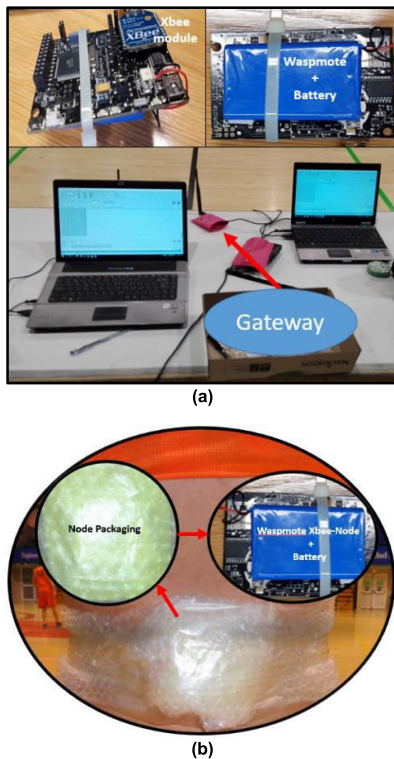 Xbee
module
XBee
Waspmote
+
Battery
Gateway
(a)
Node Packaging
Waspmote Xbee-Node
+
Battery
(b)